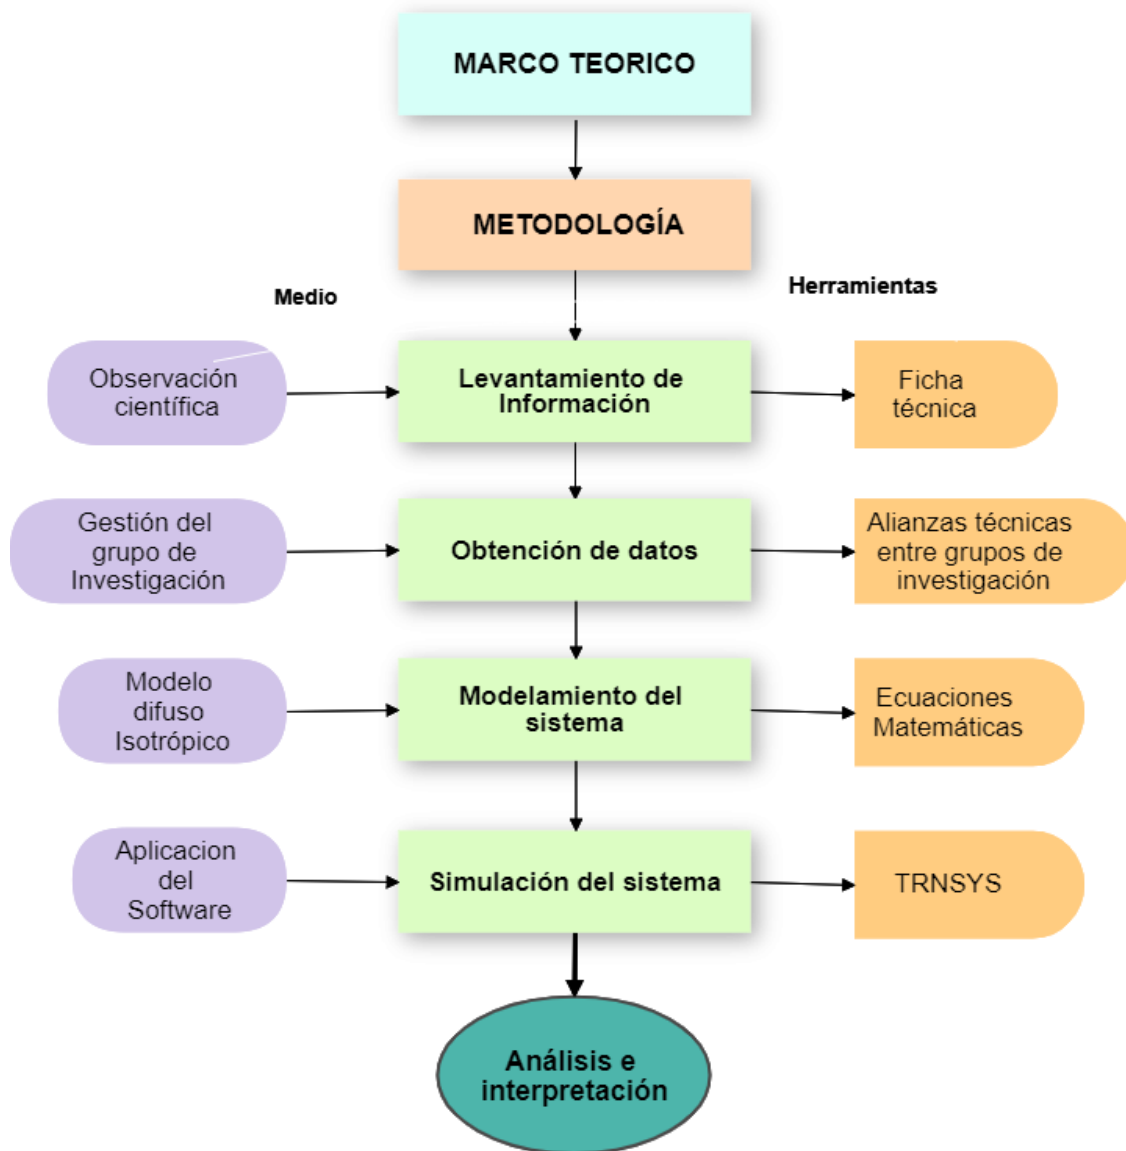 MARCO TEORICO
METODOLOGÍA
Medio
Herramientas
Observación
científica
Levantamiento de
Información
Ficha
técnica
Gestión del
grupo de
Investigación
Obtención de datos
Alianzas técnicas
entre grupos de
investigación
Modelo
difuso
Isotrópico
Modelamiento del
sistema
Ecuaciones
Matemáticas
Aplicacion
del
Software
Simulación del sistema
TRNSYS
Análisis e
interpretación